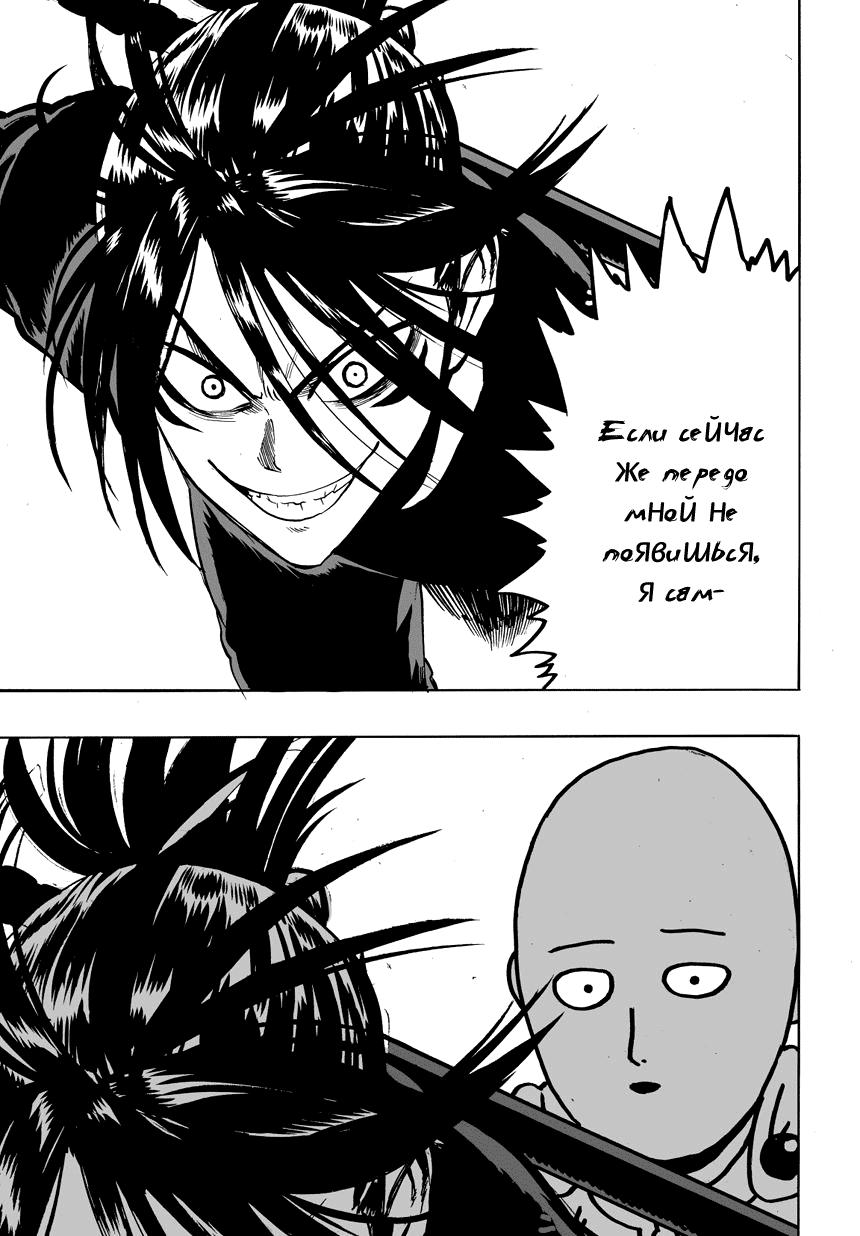 Если сейчас
же передо
мной не
появишься,
я сам-